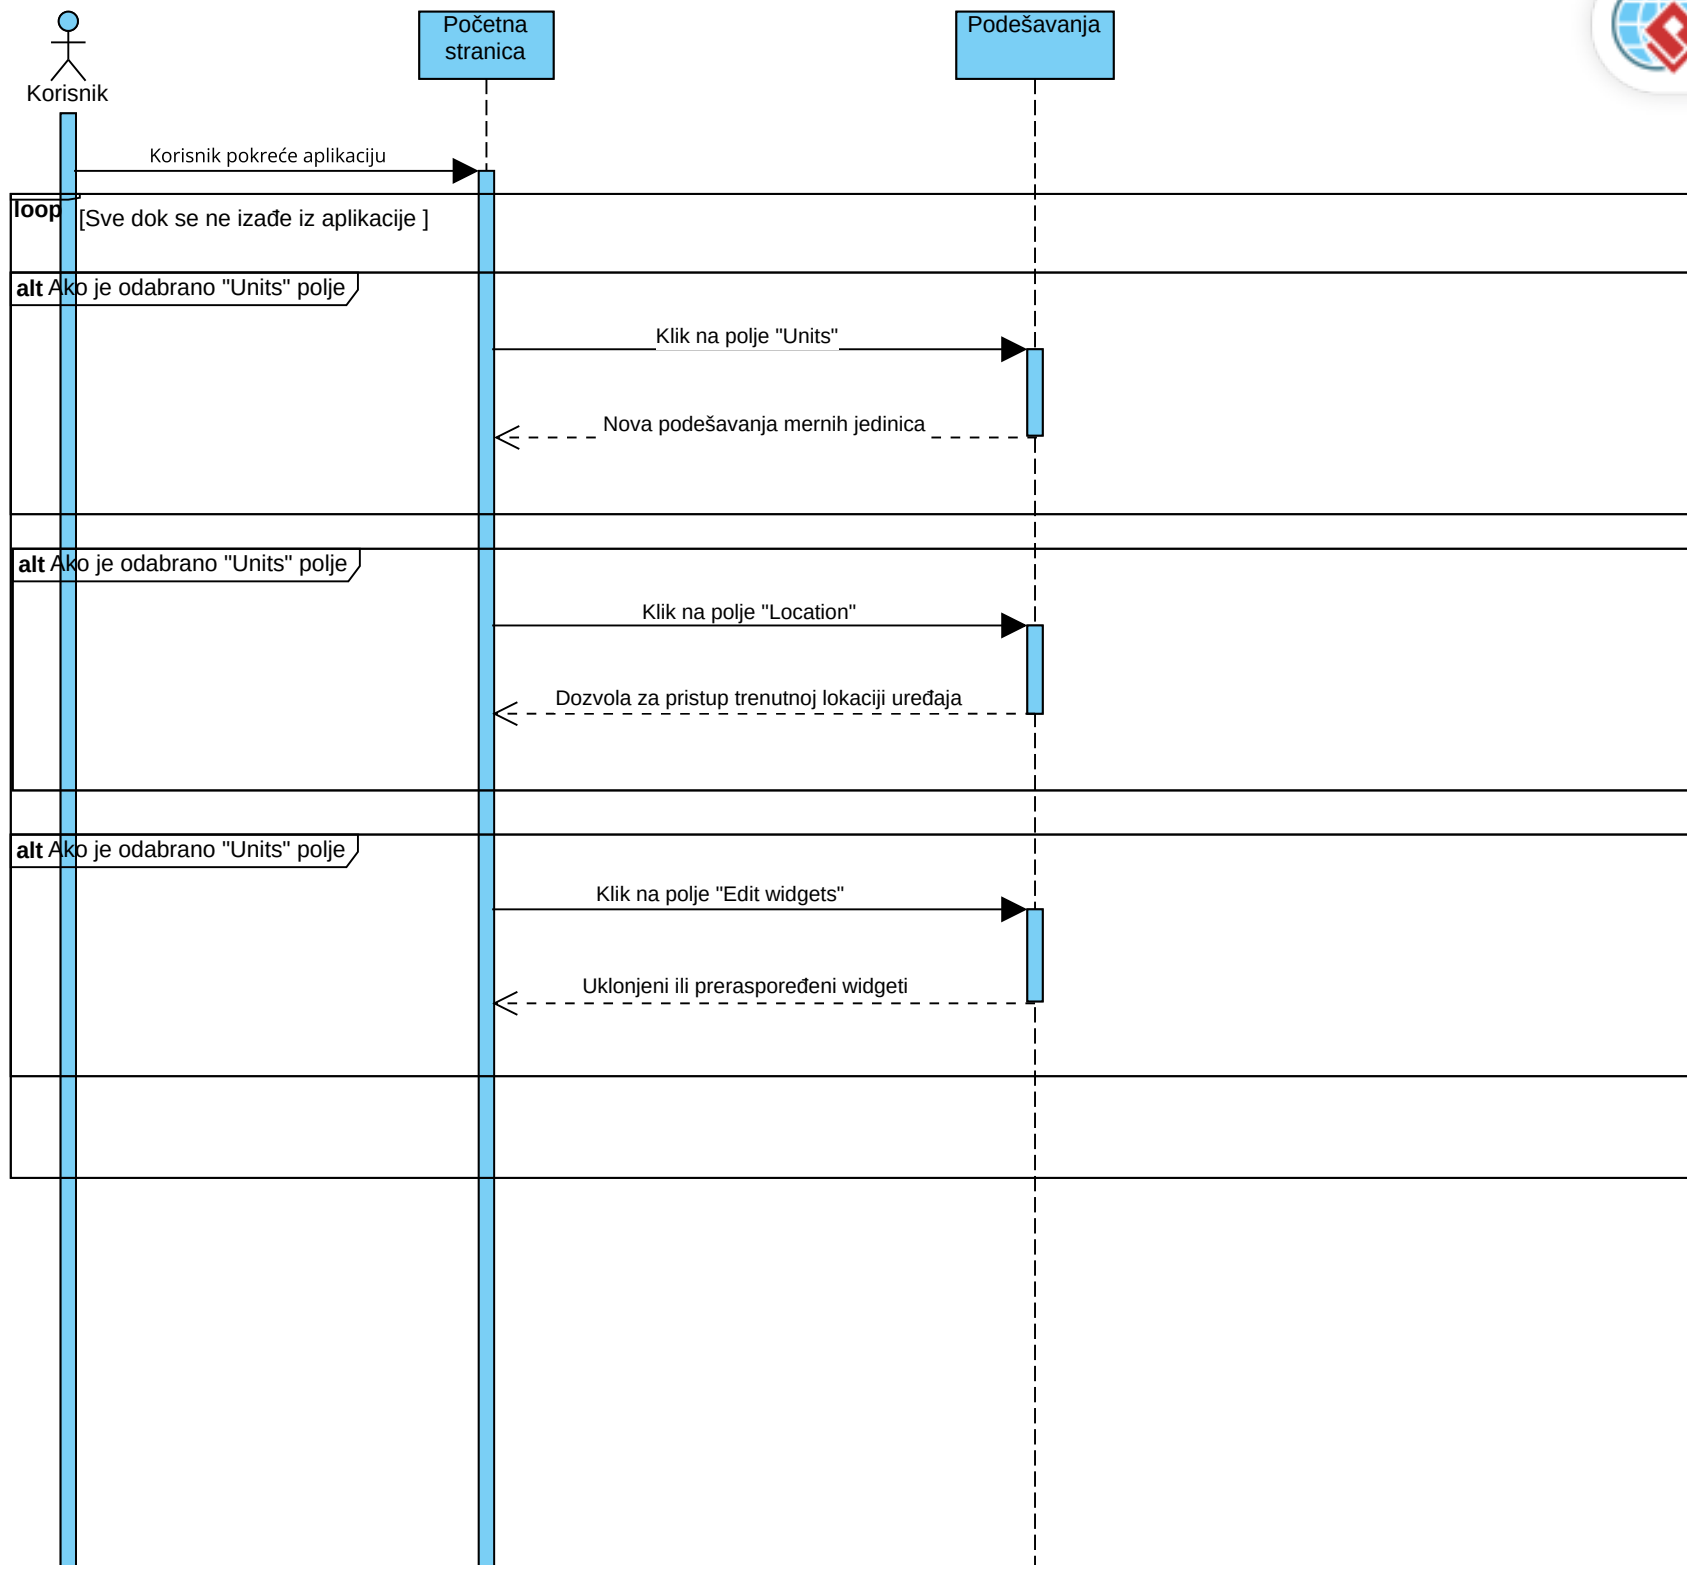 Korisnik
Početna
stranica
Podešavanja
Korisnik pokreće aplikaciju
loop
[Sve dok se ne izađe iz aplikacije ]
alt Ako je odabrano "Units" polje
Klik na polje "Units"
Nova podešavanja mernih jedinica
alt Ako je odabrano "Units" polje
Klik na polje "Location"
Dozvola za pristup trenutnoj lokaciji uređaja
alt Ako je odabrano "Units" polje
Klik na polje "Edit widgets"
Uklonjeni ili preraspoređeni widgeti